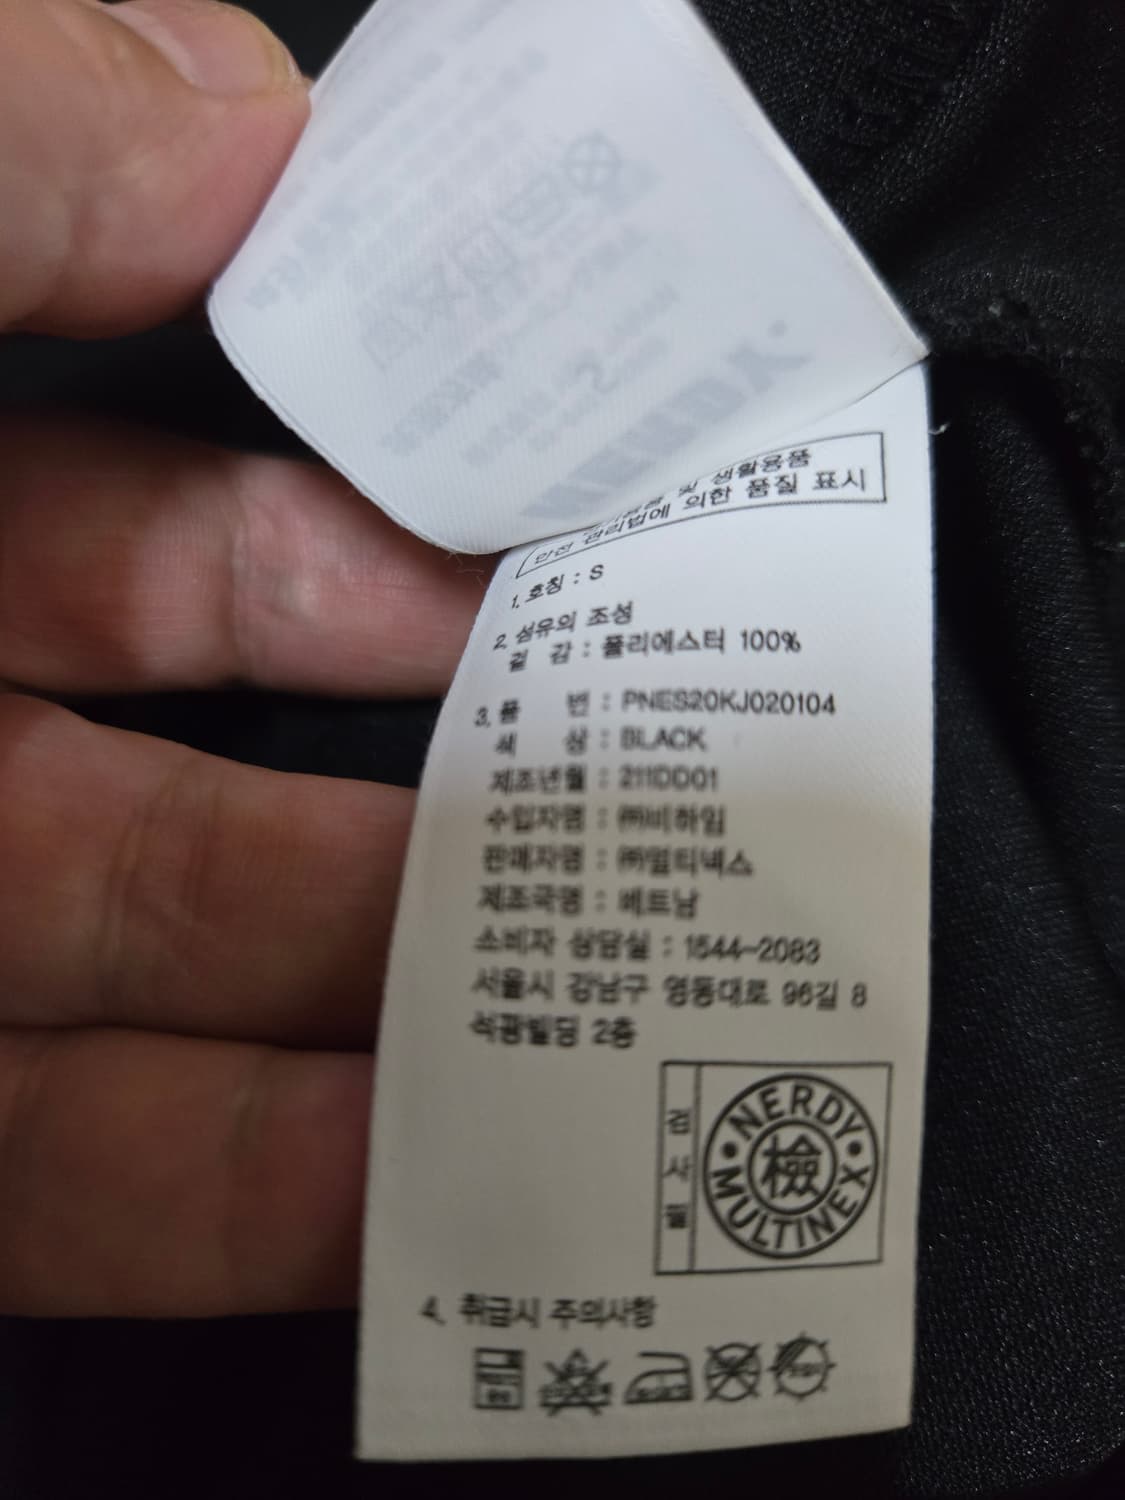 및 생활용품
안전 관리법에 의한 품질 표시
1. 호칭 : S
2. 섬유의 조성
겉 감 : 폴리에스터 100%
3. 품 번 : PNES20KJ020104
색 상 : BLACK
제조년월 : 211DD01
수입자명 : ㈜비하임
판매자명 : ㈜멀티넥스
제조국명 : 베트남
소비자 상담실 : 1544-2083
서울시 강남구 영동대로 96길 8
석광빌딩 2층
검사필
NERDY
檢
MULTINEX
4. 취급시 주의사항